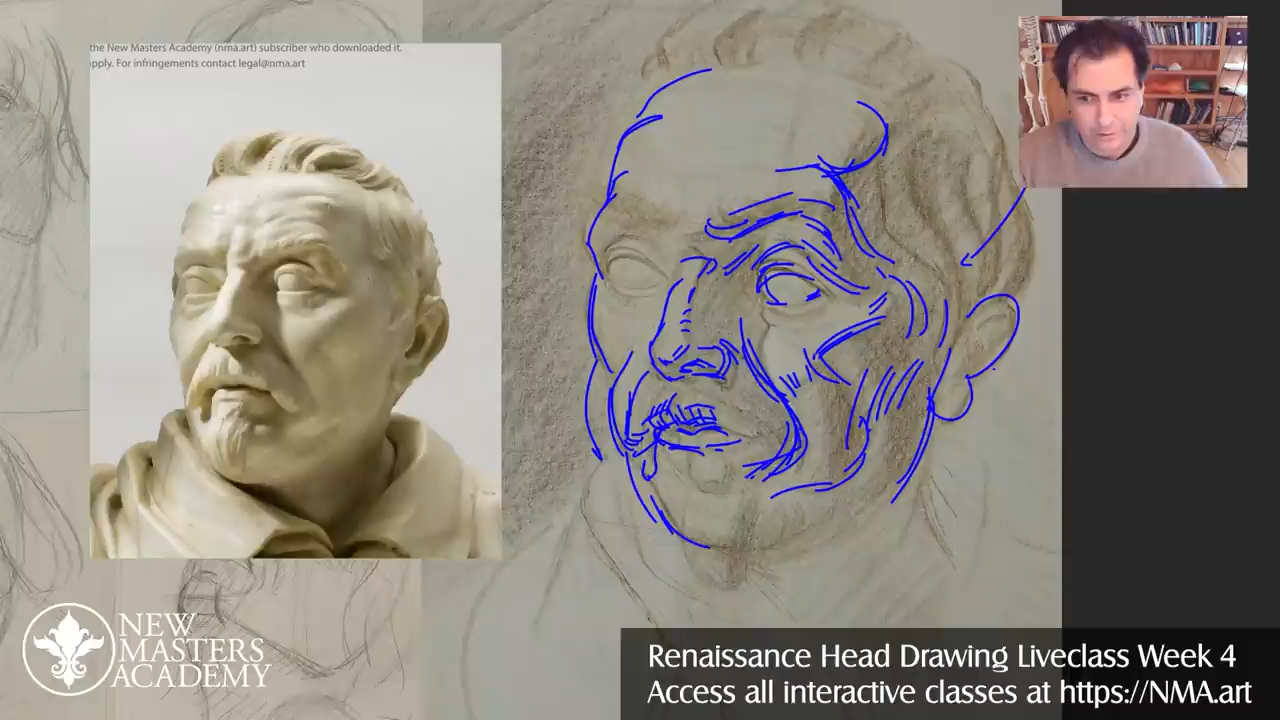 the New Masters Academy (nma.art) subscriber who downloaded it.
apply. For infringements contact legal@nma.art
NEW
MASTERS
ACADEMY
Renaissance Head Drawing Liveclass Week 4
Access all interactive classes at https://NMA.art